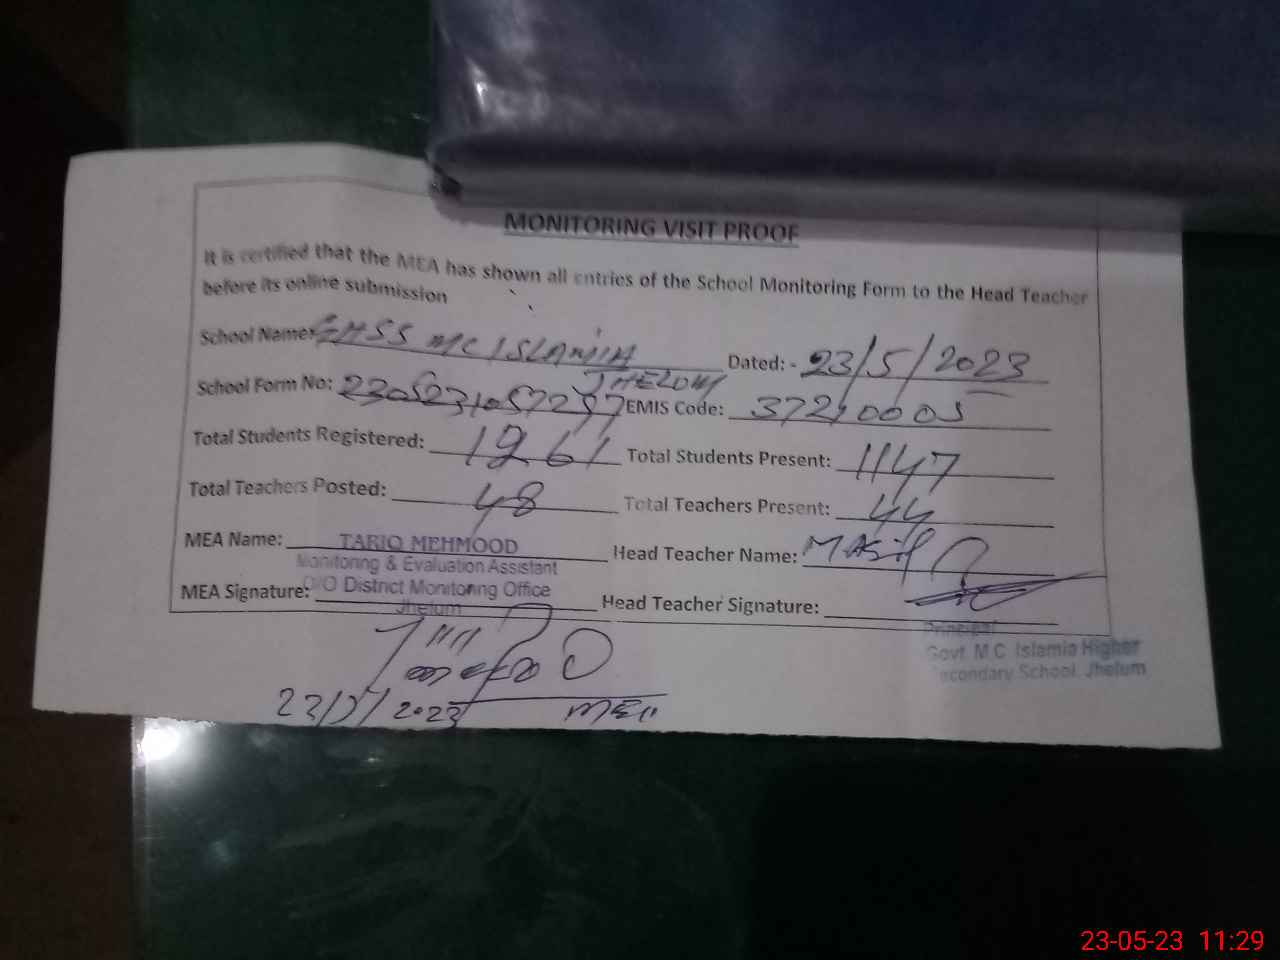 MONITORING VISIT PROOF
It is certified that the MEA has shown all entries of the School Monitoring Form to the Head Teacher
before its online submission
School Name: GHSS MC ISLAMIA JHELUM Dated: - 23/5/2023
School Form No: EMIS Code:
Total Students Registered: 1261 Total Students Present: 1147
Total Teachers Posted: 48 Total Teachers Present: 44
MEA Name: TARIQ MEHMOOD Head Teacher Name:
Monitoring & Evaluation Assistant
O/O District Monitoring Office
Jhelum
MEA Signature: Head Teacher Signature:
Principal
Govt. M.C. Islamia Higher
Secondary School, Jhelum
2023
23-05-23 11:29